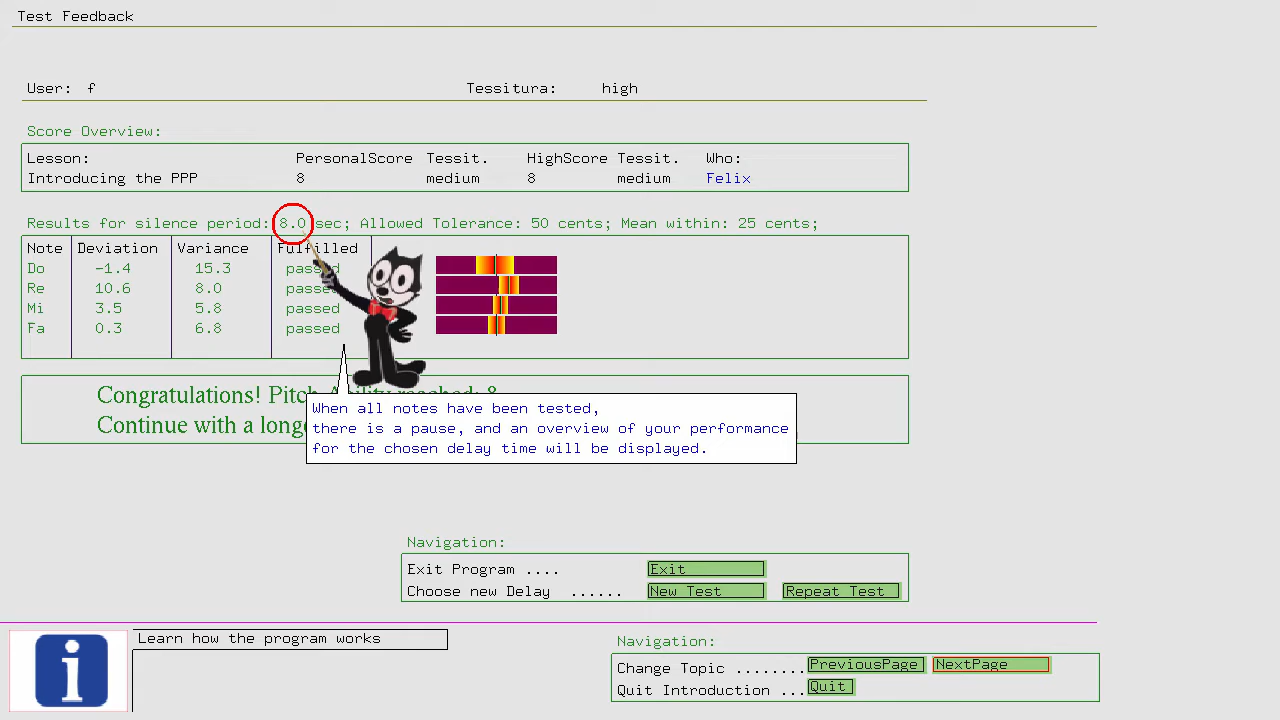 Test Feedback
User: f Tessitura: high
Score Overview:
Lesson: PersonalScore Tessit. HighScore Tessit. Who:
Introducing the PPP 8 medium 8 medium Felix
Results for silence period: 8.0 sec; Allowed Tolerance: 50 cents; Mean within: 25 cents;
Note Deviation Variance Fulfilled
Do -1.4 15.3 passed
Re 10.6 8.0 passed
Mi 3.5 5.8 passed
Fa 0.3 6.8 passed
Congratulations! Pitch Ability reached: 8
Continue with a longe
When all notes have been tested,
there is a pause, and an overview of your performance
for the chosen delay time will be displayed.
Navigation:
Exit Program .... Exit
Choose new Delay ...... New Test Repeat Test
Learn how the program works
Navigation:
Change Topic ........ PreviousPage NextPage
Quit Introduction ... Quit